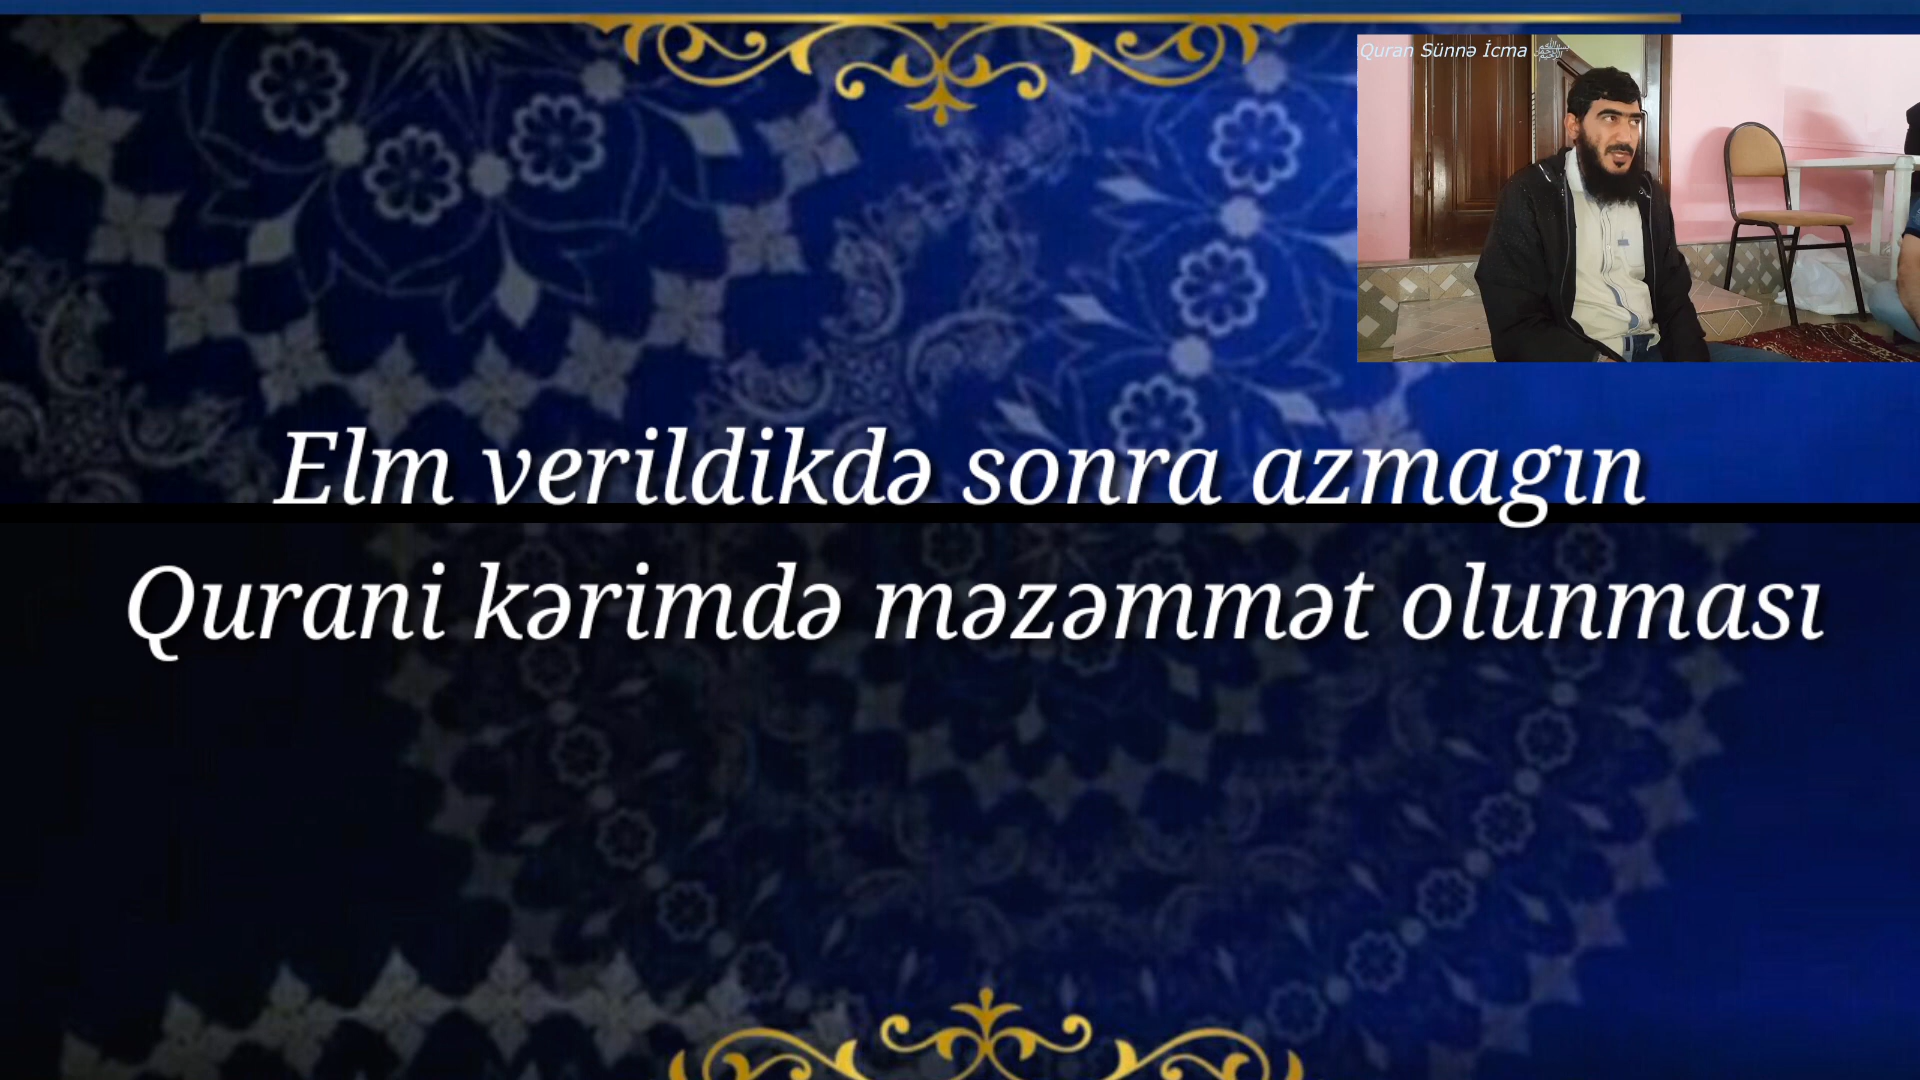 Quran Sünnə İcma ﷽
Elm verildikdə sonra azmagın
Qurani kərimdə məzəmmət olunması